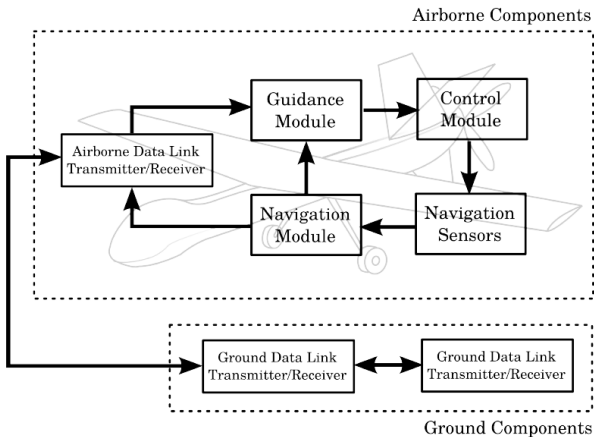 Airborne Components
Guidance
Module
Control
Module
Airborne Data Link
Transmitter/Receiver
Navigation
Module
Navigation
Sensors
Ground Data Link
Transmitter/Receiver
Ground Data Link
Transmitter/Receiver
Ground Components